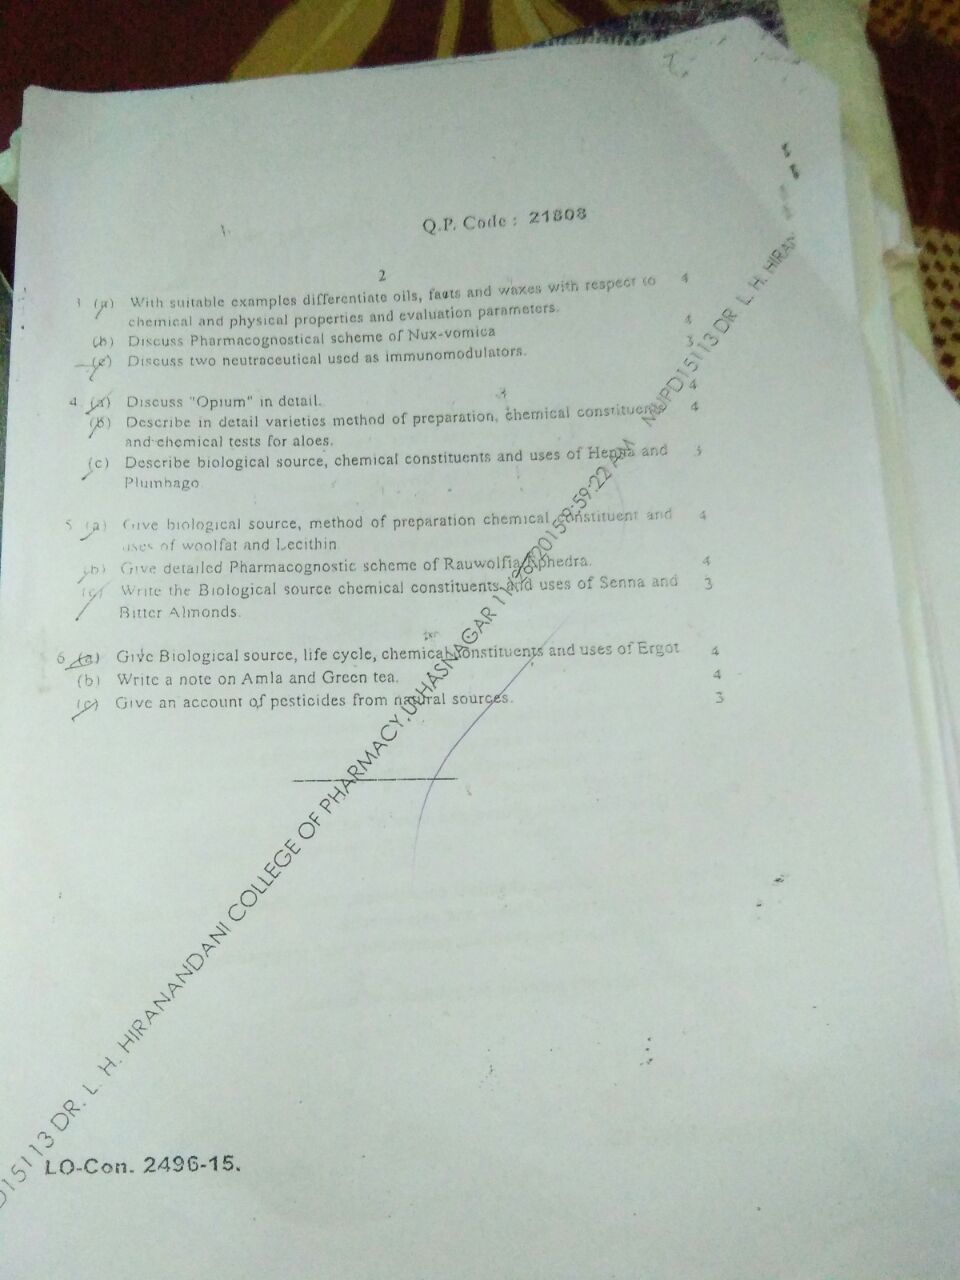 Q.P. Code : 21808
2
3 (a) With suitable examples differentiate oils, faets and waxes with respect to 4
chemical and physical properties and evaluation parameters.
(b) Discuss Pharmacognostical scheme of Nux-vomica 4
(c) Discuss two neutraceutical used as immunomodulators. 3
4 (a) Discuss "Opium" in detail. 4
(b) Describe in detail varieties method of preparation, chemical constituents 4
and chemical tests for aloes.
(c) Describe biological source, chemical constituents and uses of Henna and 3
Plumbago
5 (a) Give biological source, method of preparation chemical constituent and 4
uses of woolfat and Lecithin
(b) Give detailed Pharmacognostic scheme of Rauwolfia/Ephedra. 4
(c) Write the Biological source chemical constituents and uses of Senna and 3
Bitter Almonds.
6 (a) Give Biological source, life cycle, chemical constituents and uses of Ergot 4
(b) Write a note on Amla and Green tea. 4
(c) Give an account of pesticides from natural sources. 3
D15113 DR. L. H. HIRANANDANI COLLEGE OF PHARMACY, ULHASNAGAR 2015 9:59:22 AM MUPD15113 DR L. H. HIRAN
LO-Con. 2496-15.